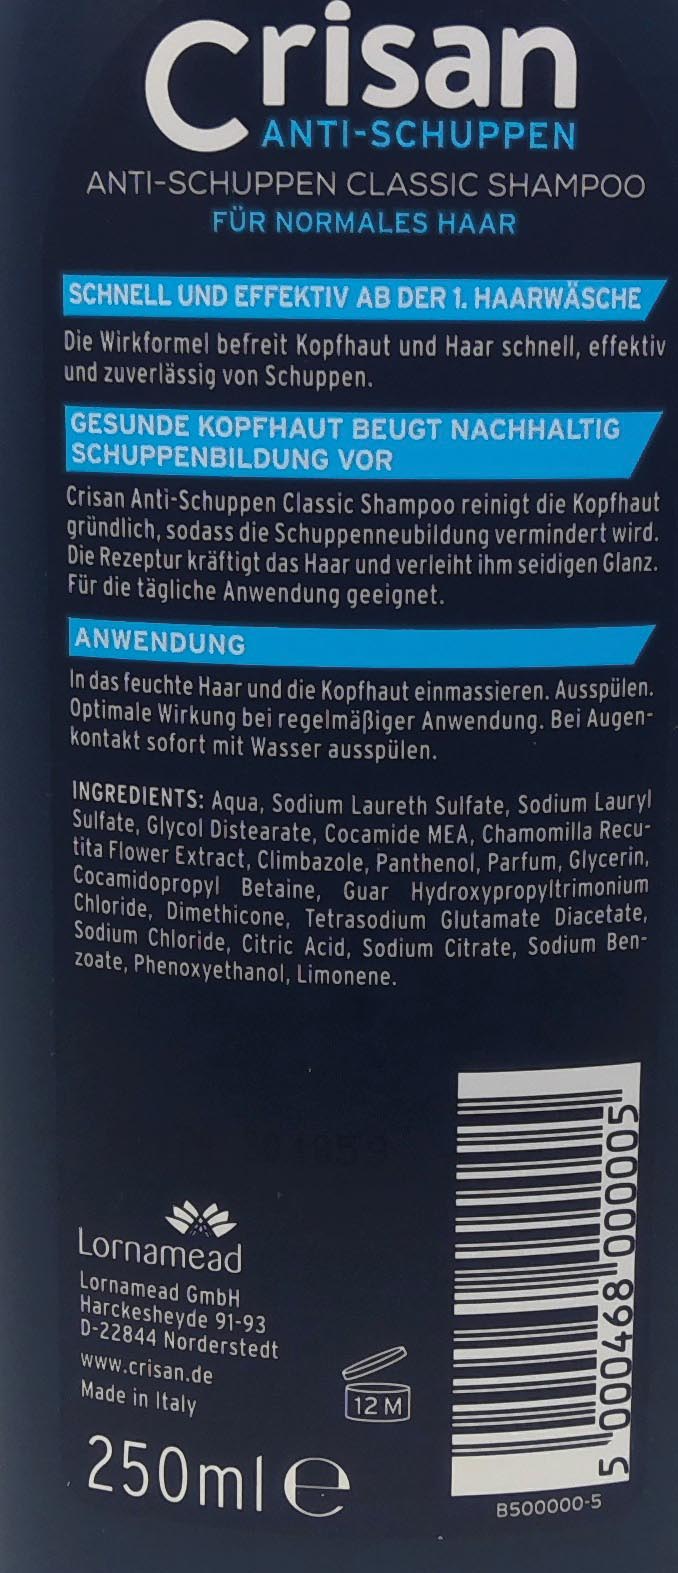 Crisan
ANTI-SCHUPPEN
ANTI-SCHUPPEN CLASSIC SHAMPOO
FÜR NORMALES HAAR
SCHNELL UND EFFEKTIV AB DER 1. HAARWÄSCHE
Die Wirkformel befreit Kopfhaut und Haar schnell, effektiv
und zuverlässig von Schuppen.
GESUNDE KOPFHAUT BEUGT NACHHALTIG
SCHUPPENBILDUNG VOR
Crisan Anti-Schuppen Classic Shampoo reinigt die Kopfhaut
gründlich, sodass die Schuppenneubildung vermindert wird.
Die Rezeptur kräftigt das Haar und verleiht ihm seidigen Glanz.
Für die tägliche Anwendung geeignet.
ANWENDUNG
In das feuchte Haar und die Kopfhaut einmassieren. Ausspülen.
Optimale Wirkung bei regelmäßiger Anwendung. Bei Augen-
kontakt sofort mit Wasser ausspülen.
INGREDIENTS: Aqua, Sodium Laureth Sulfate, Sodium Lauryl
Sulfate, Glycol Distearate, Cocamide MEA, Chamomilla Recu-
tita Flower Extract, Climbazole, Panthenol, Parfum, Glycerin,
Cocamidopropyl Betaine, Guar Hydroxypropyltrimonium
Chloride, Dimethicone, Tetrasodium Glutamate Diacetate,
Sodium Chloride, Citric Acid, Sodium Citrate, Sodium Ben-
zoate, Phenoxyethanol, Limonene.
Lornamead
Lornamead GmbH
Harckesheyde 91-93
D-22844 Norderstedt
www.crisan.de
Made in Italy
12 M
250ml e
5 000468 000005
B500000-5